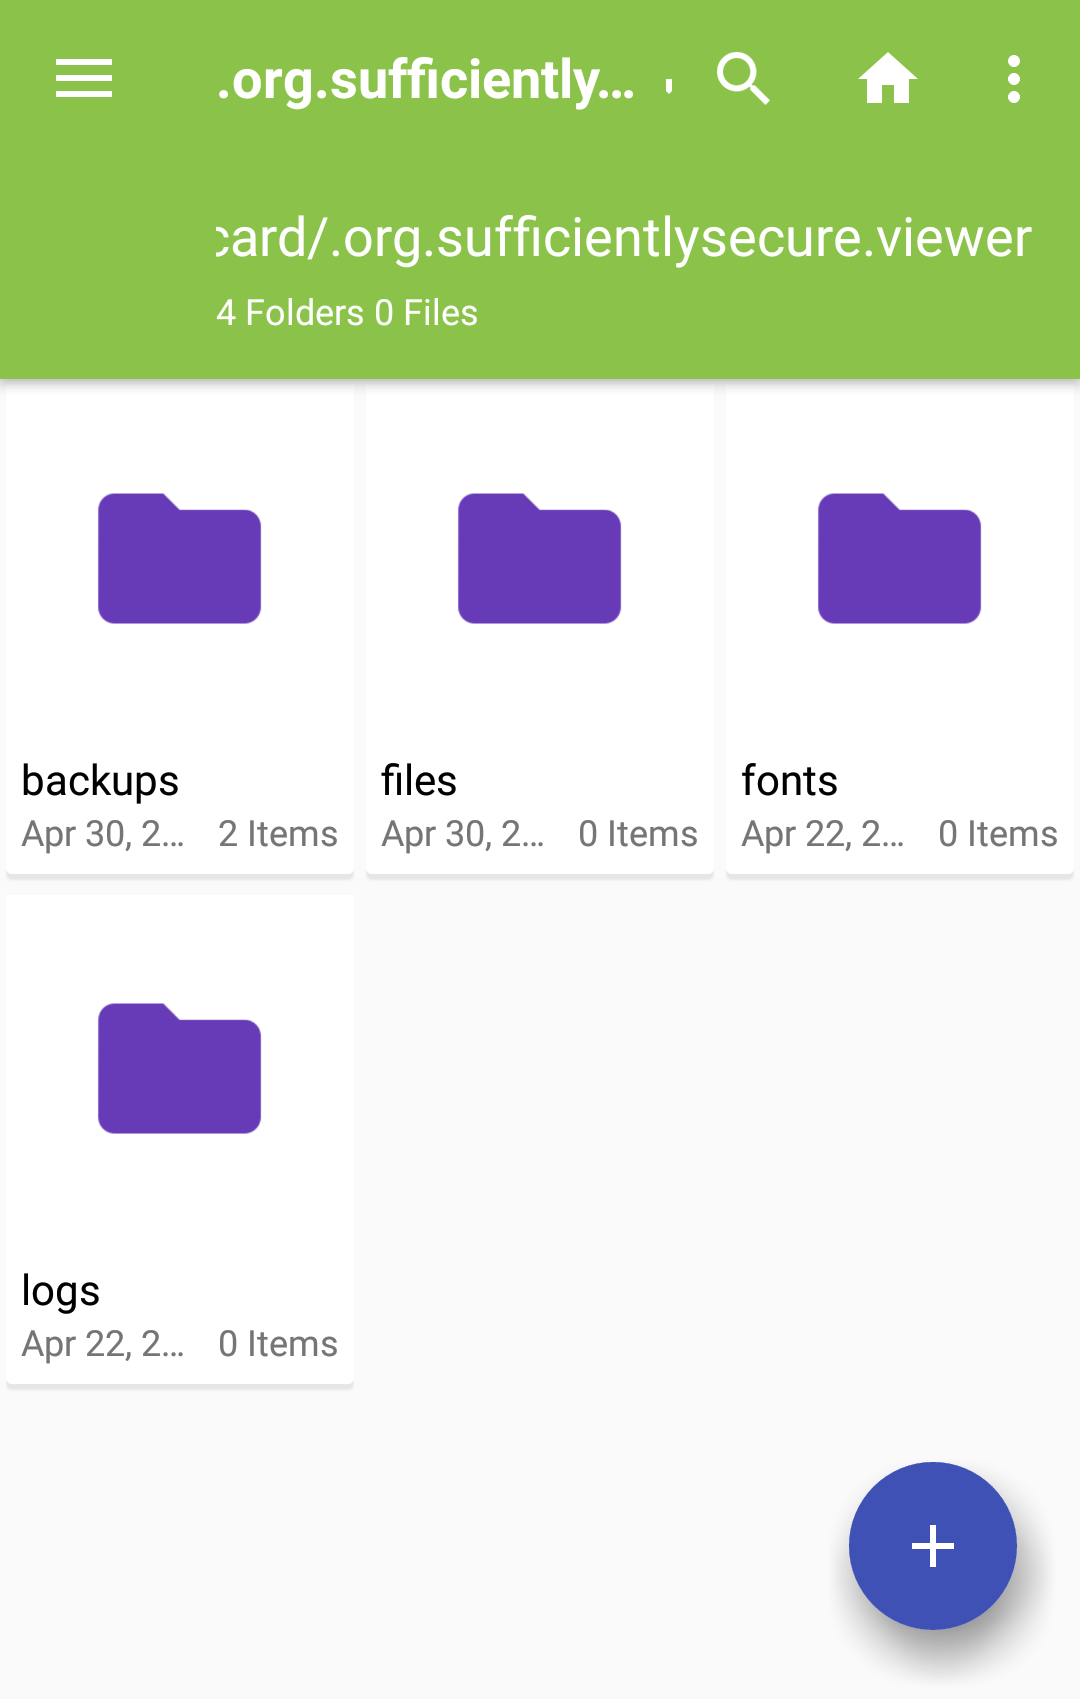 .org.sufficiently...
card/.org.sufficientlysecure.viewer
4 Folders 0 Files
backups
Apr 30, 2... 2 Items
files
Apr 30, 2... 0 Items
fonts
Apr 22, 2... 0 Items
logs
Apr 22, 2... 0 Items